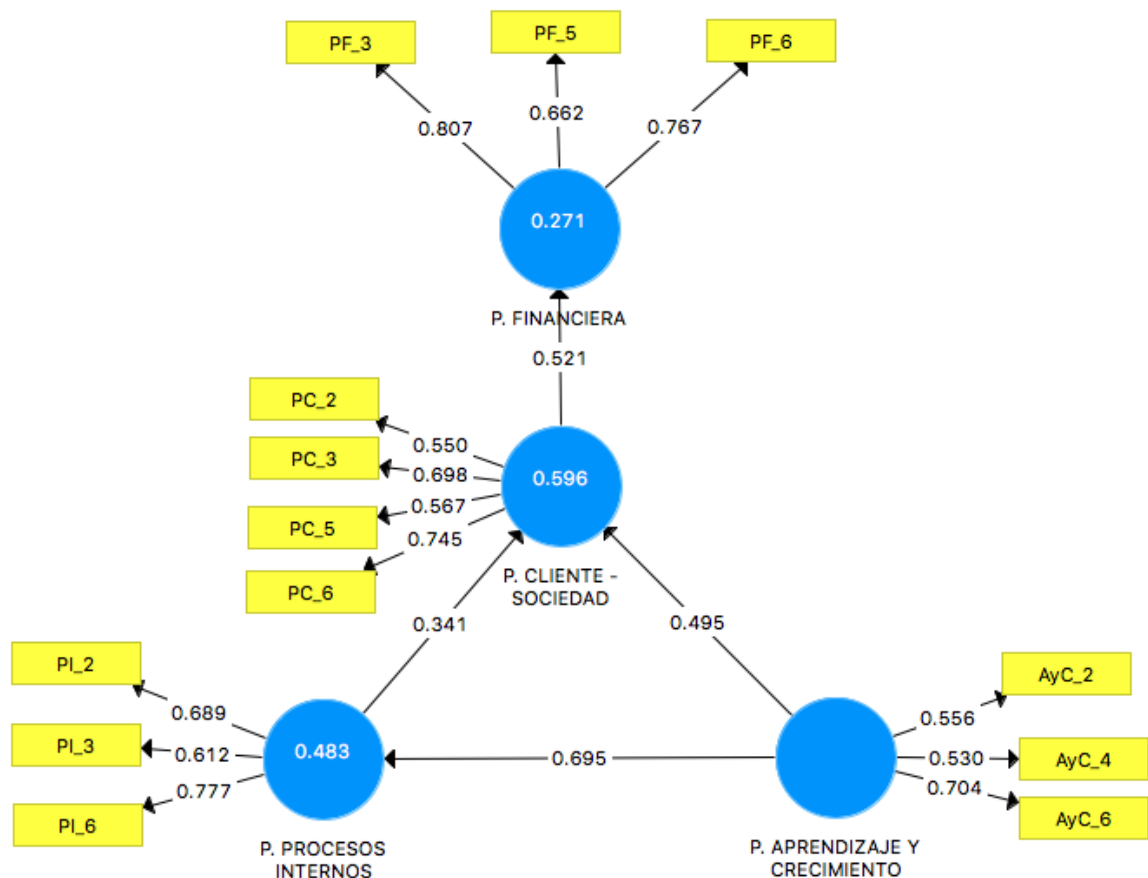 PF_3
PF_5
PF_6
0.807
0.662
0.767
0.271
P. FINANCIERA
0.521
PC_2
PC_3
PC_5
PC_6
0.550
0.698
0.567
0.745
0.596
P. CLIENTE -
SOCIEDAD
0.341
0.495
PI_2
PI_3
PI_6
0.689
0.612
0.777
0.483
0.695
AyC_2
AyC_4
AyC_6
0.556
0.530
0.704
P. PROCESOS
INTERNOS
P. APRENDIZAJE Y
CRECIMIENTO